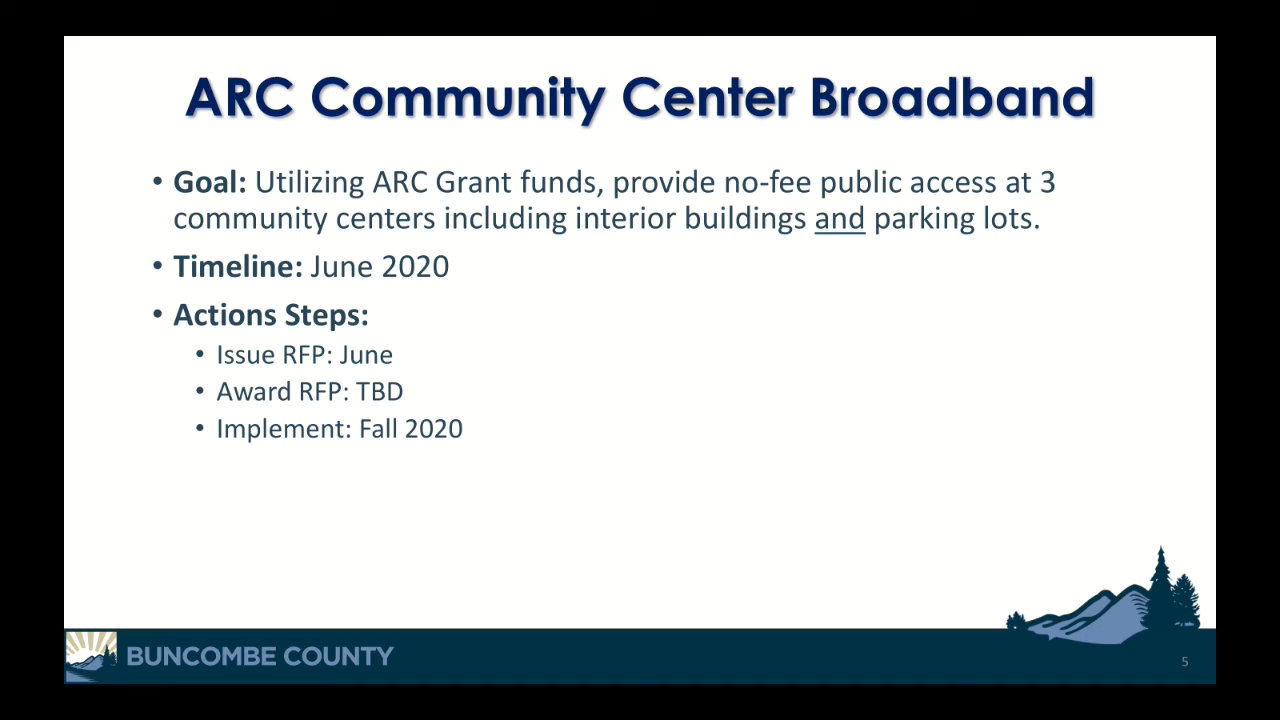 ARC Community Center Broadband
• Goal: Utilizing ARC Grant funds, provide no-fee public access at 3
community centers including interior buildings and parking lots.
• Timeline: June 2020
• Actions Steps:
• Issue RFP: June
• Award RFP: TBD
• Implement: Fall 2020
BUNCOMBE COUNTY
5